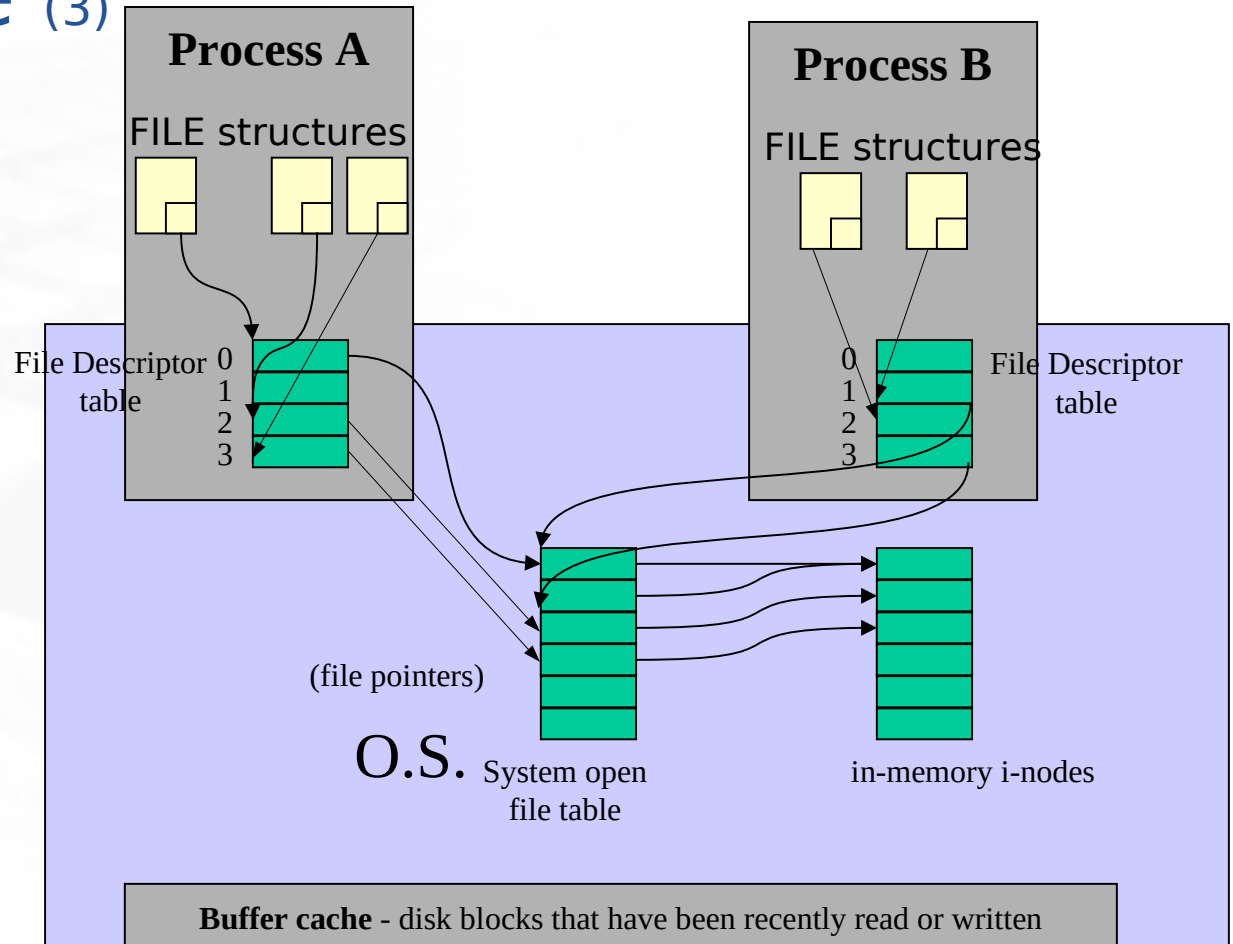 (3)
Process A
Process B
FILE structures
FILE structures
File Descriptor
table
0
1
2
3
0
1
2
3
File Descriptor
table
(file pointers)
O.S.
System open
file table
in-memory i-nodes
Buffer cache - disk blocks that have been recently read or written